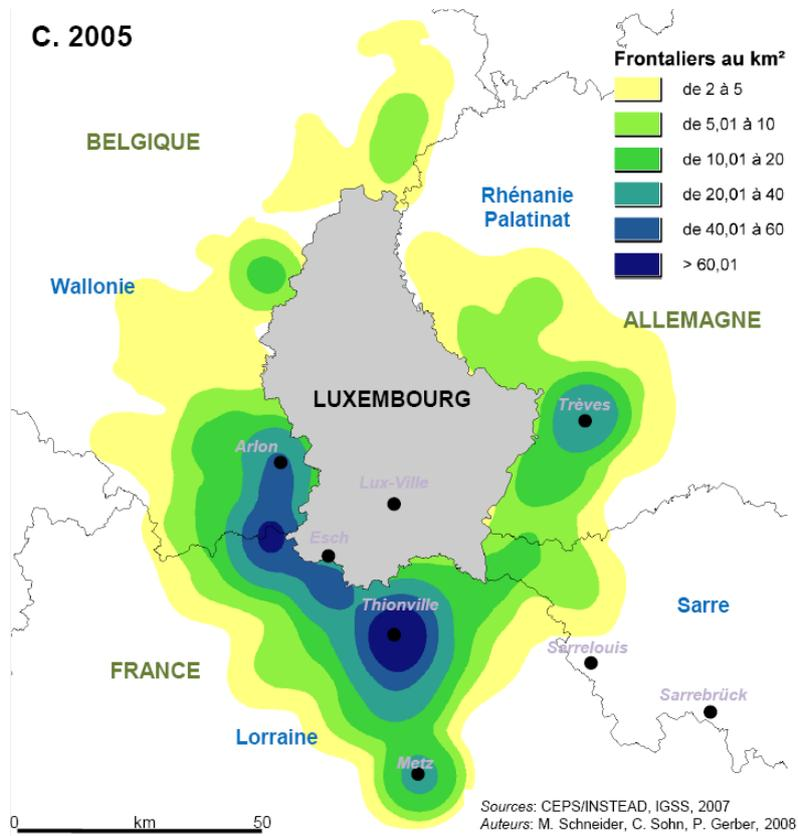 C. 2005
Frontaliers au km²
de 2 à 5
de 5,01 à 10
de 10,01 à 20
de 20,01 à 40
de 40,01 à 60
> 60,01
BELGIQUE
Rhénanie
Palatinat
Wallonie
ALLEMAGNE
LUXEMBOURG
Trèves
Arlon
Lux-Ville
Esch
Thionville
Sarre
Sarrelouis
FRANCE
Sarrebrück
Lorraine
Metz
0 km 50
Sources: CEPS/INSTEAD, IGSS, 2007
Auteurs: M. Schneider, C. Sohn, P. Gerber, 2008